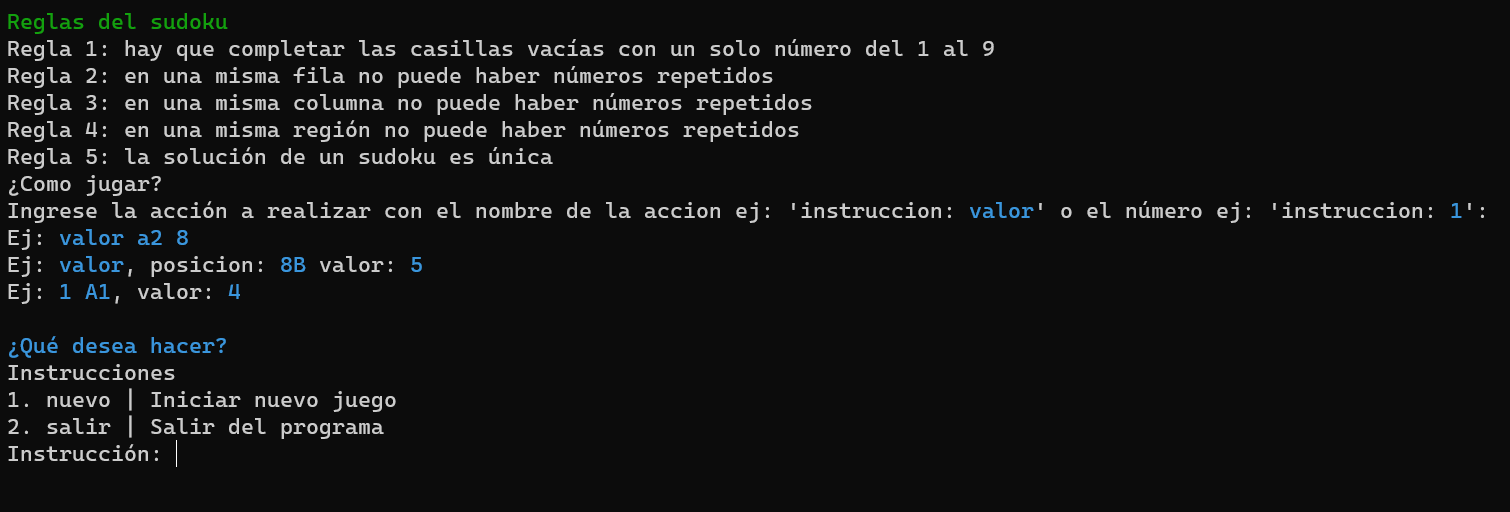 Reglas del sudoku
Regla 1: hay que completar las casillas vacías con un solo número del 1 al 9
Regla 2: en una misma fila no puede haber números repetidos
Regla 3: en una misma columna no puede haber números repetidos
Regla 4: en una misma región no puede haber números repetidos
Regla 5: la solución de un sudoku es única
¿Como jugar?
Ingrese la acción a realizar con el nombre de la accion ej: 'instruccion: valor' o el número ej: 'instruccion: 1':
Ej: valor a2 8
Ej: valor, posicion: 8B valor: 5
Ej: 1 A1, valor: 4
¿Qué desea hacer?
Instrucciones
1. nuevo | Iniciar nuevo juego
2. salir | Salir del programa
Instrucción: